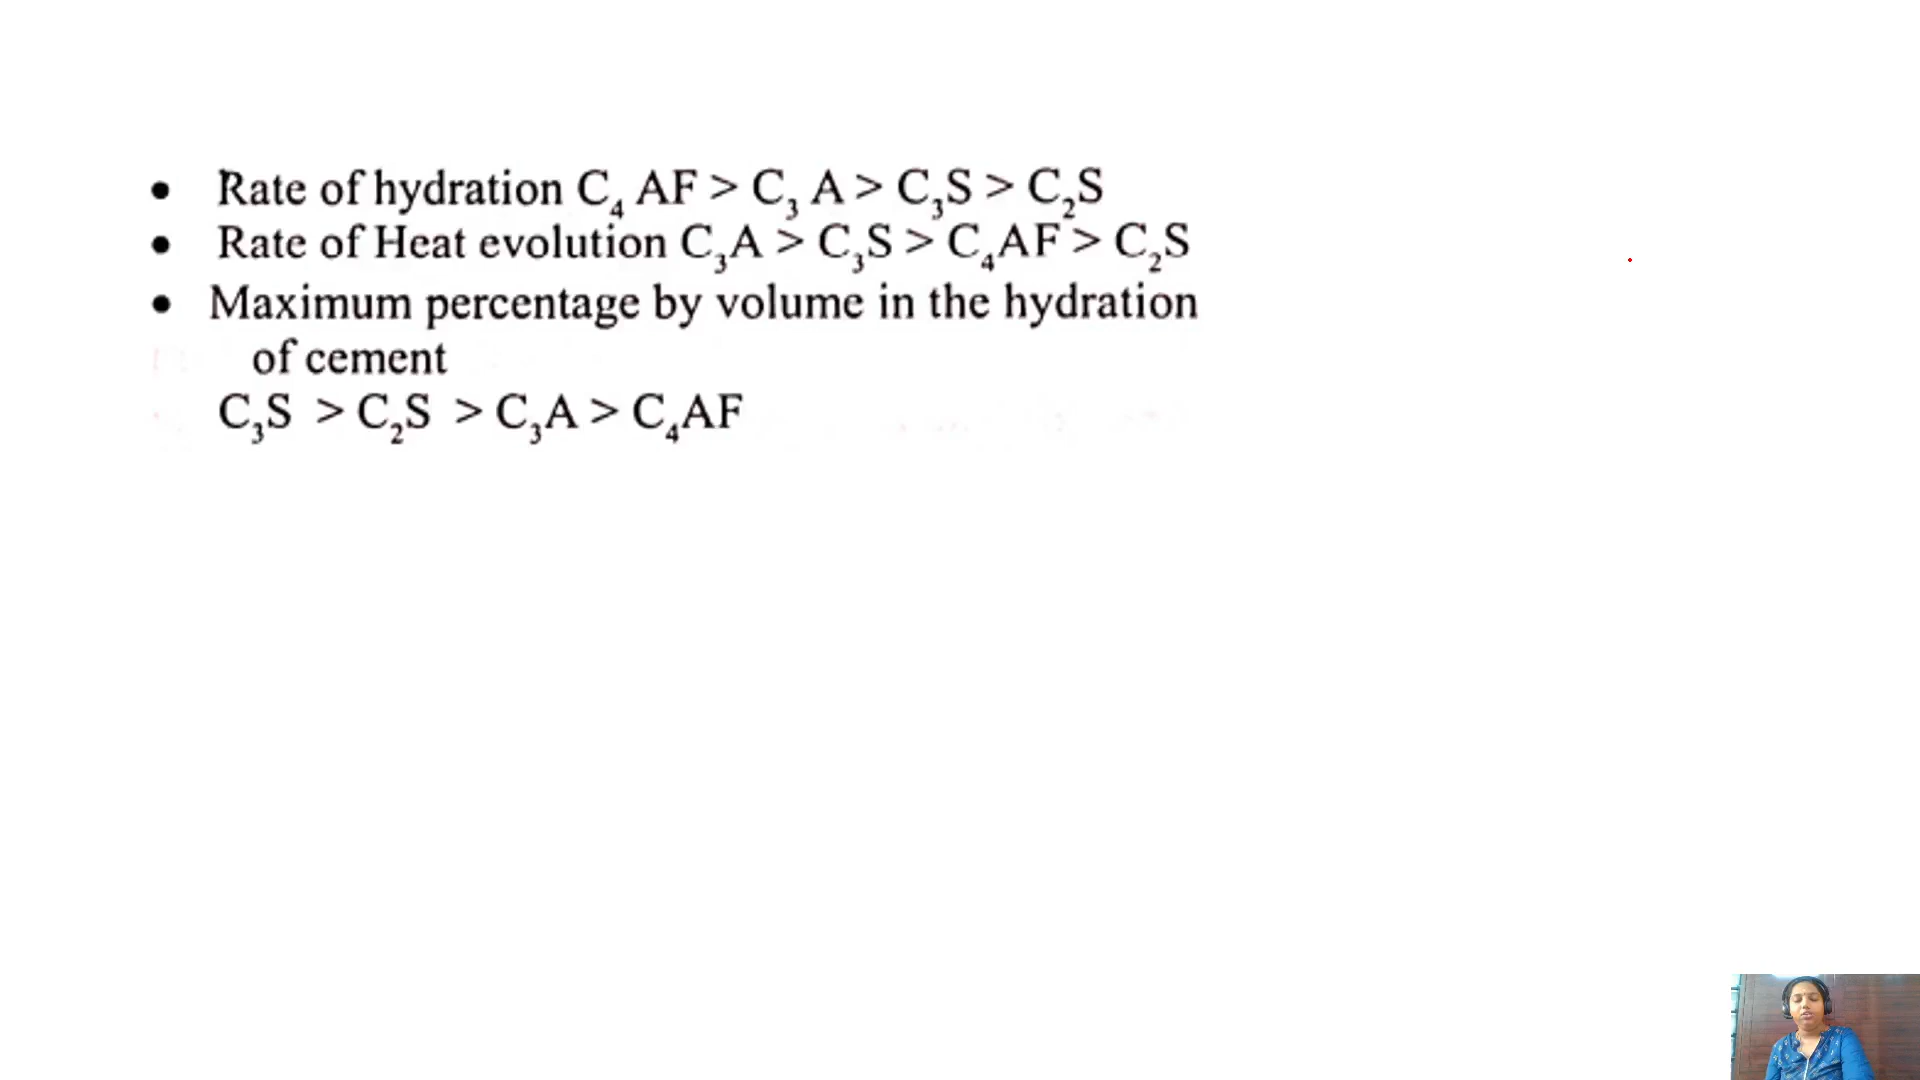 • Rate of hydration C₄ AF > C₃ A > C₃S > C₂S
• Rate of Heat evolution C₃A > C₃S > C₄AF > C₂S
• Maximum percentage by volume in the hydration
of cement
C₃S > C₂S > C₃A > C₄AF